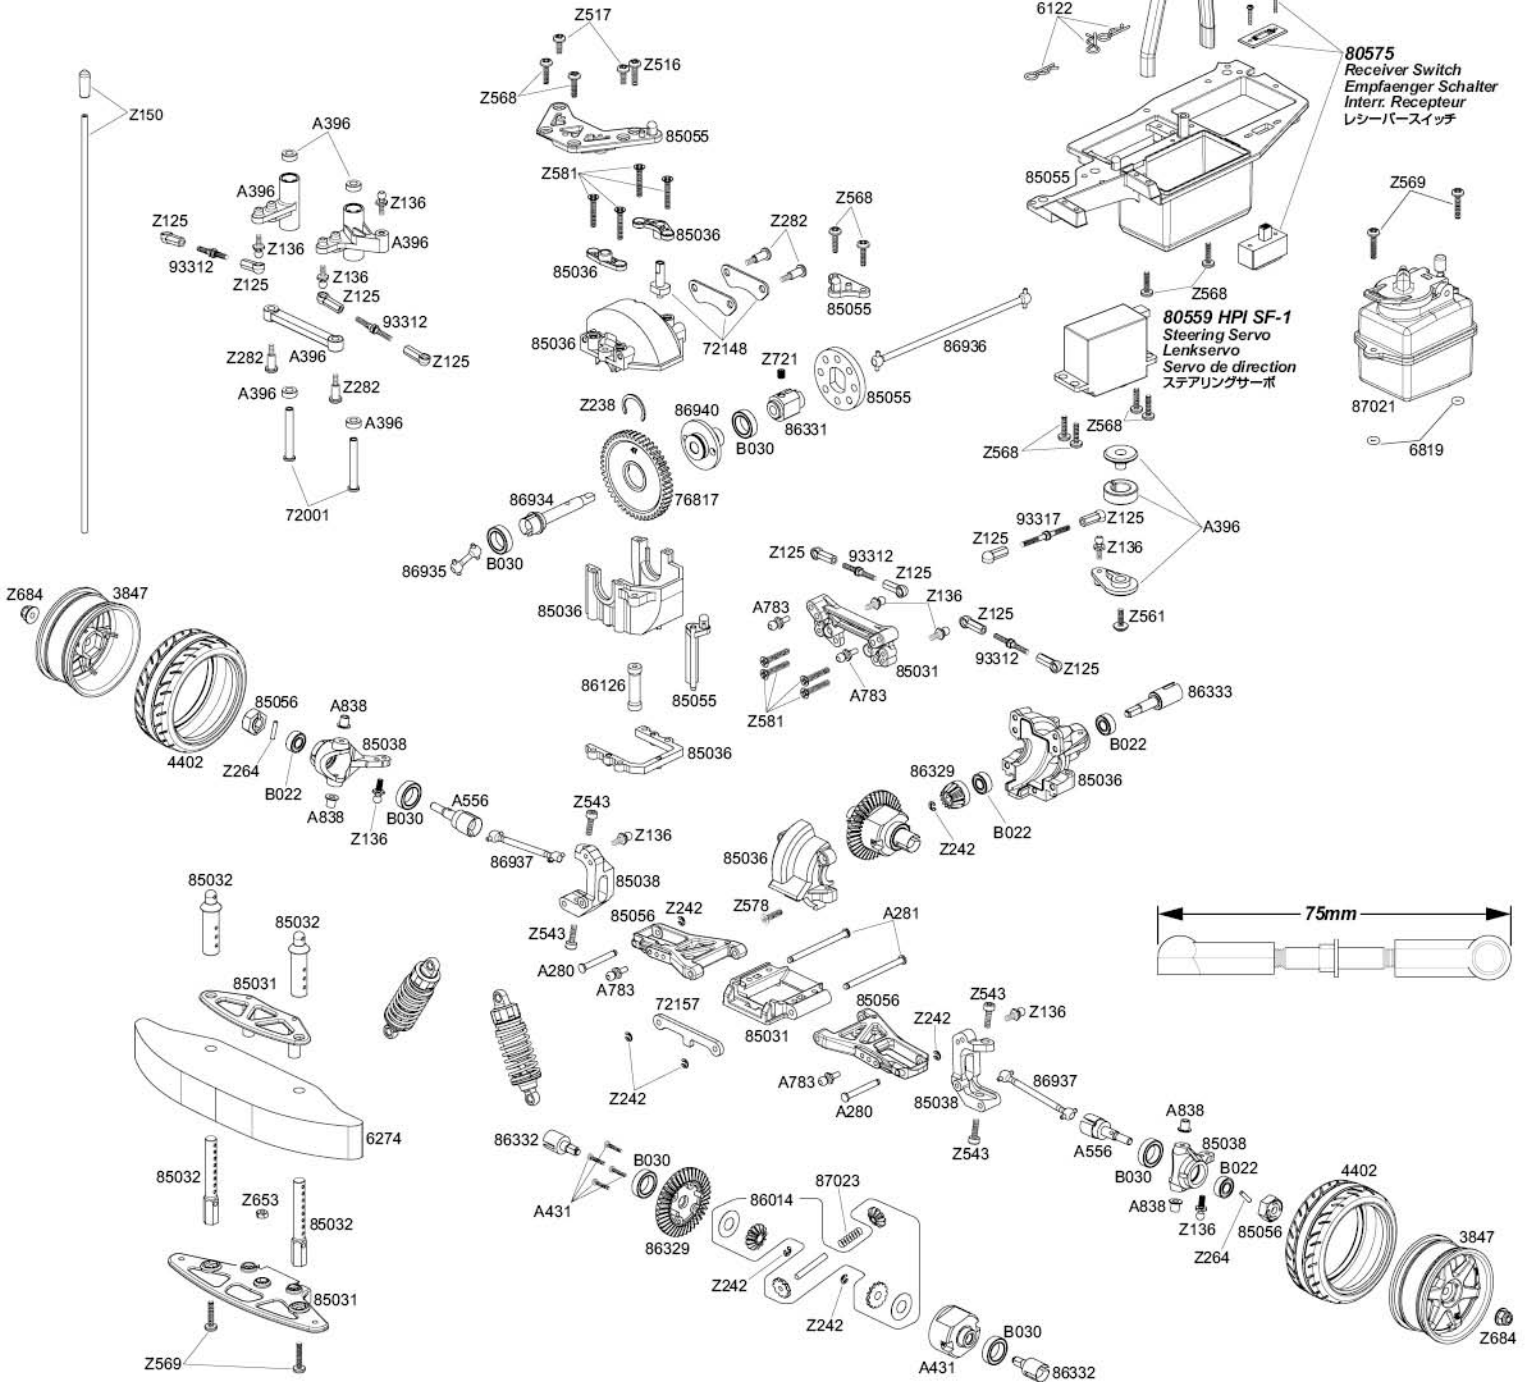 Z517
6122
Z516
Z568
80575
Receiver Switch
Empfaenger Schalter
Interr. Recepteur
レシーバースイッチ
Z150
A396
85055
Z581
Z568
85055
Z569
A396
Z136
Z282
Z125
85036
A396
Z136
93312
Z125
Z136
Z125
85036
85055
Z568
93312
80559 HPI SF-1
Steering Servo
Lenkservo
Servo de direction
ステアリングサーボ
A396
Z282
Z125
85036
72148
86936
Z721
85055
Z282
A396
A396
Z238
86940
86331
B030
Z568
Z568
87021
6819
72001
86934
76817
93317
Z125
A396
Z125
Z136
B030
86935
Z125
93312
Z125
Z136
Z684
3847
85036
A783
Z125
Z561
93312
Z125
85031
86126
85055
A783
Z581
86333
85056
A838
85038
85036
B022
4402
Z264
86329
85036
B022
A838
B030
A556
Z543
Z136
B022
Z136
Z242
86937
85036
85038
85032
Z578
75mm
85032
85056
Z242
A281
Z543
A280
A783
85031
72157
85056
Z543
Z136
85031
Z242
A783
86937
Z242
A280
85038
A838
6274
86332
A556
85038
Z543
B030
B022
4402
85032
B030
87023
Z653
86014
A838
A431
Z136
85056
3847
85032
86329
Z264
Z242
85031
Z242
B030
Z684
Z569
A431
86332